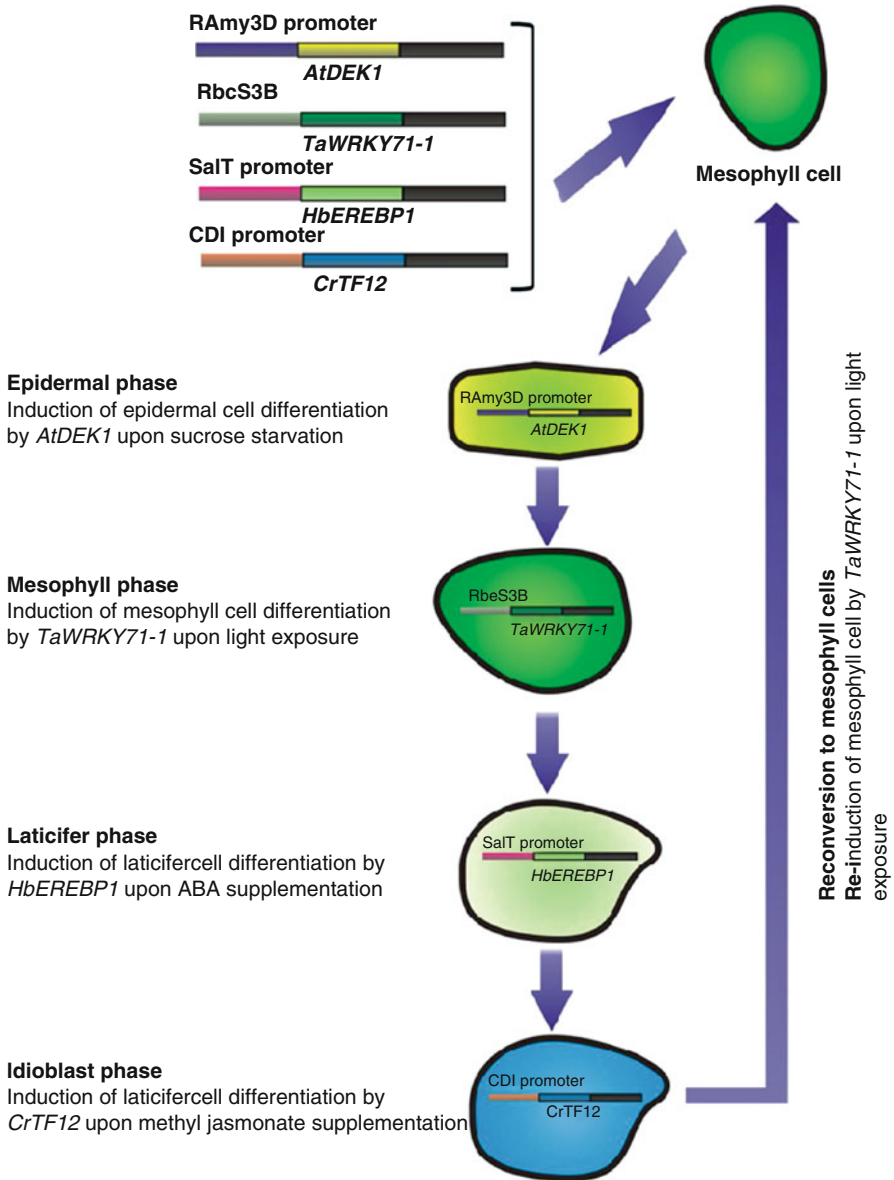 RAmy3D promoter
AtDEK1
RbcS3B
TaWRKY71-1
SalT promoter
HbEREBP1
CDI promoter
CrTF12
Mesophyll cell
Epidermal phase
Induction of epidermal cell differentiation
by AtDEK1 upon sucrose starvation
RAmy3D promoter
AtDEK1
Mesophyll phase
Induction of mesophyll cell differentiation
by TaWRKY71-1 upon light exposure
RbeS3B
TaWRKY71-1
Laticifer phase
Induction of laticifercell differentiation by
HbEREBP1 upon ABA supplementation
SalT promoter
HbEREBP1
Idioblast phase
Induction of laticifercell differentiation by
CrTF12 upon methyl jasmonate supplementation
CDI promoter
CrTF12
Reconversion to mesophyll cells
Re-induction of mesophyll cell by TaWRKY71-1 upon light
exposure